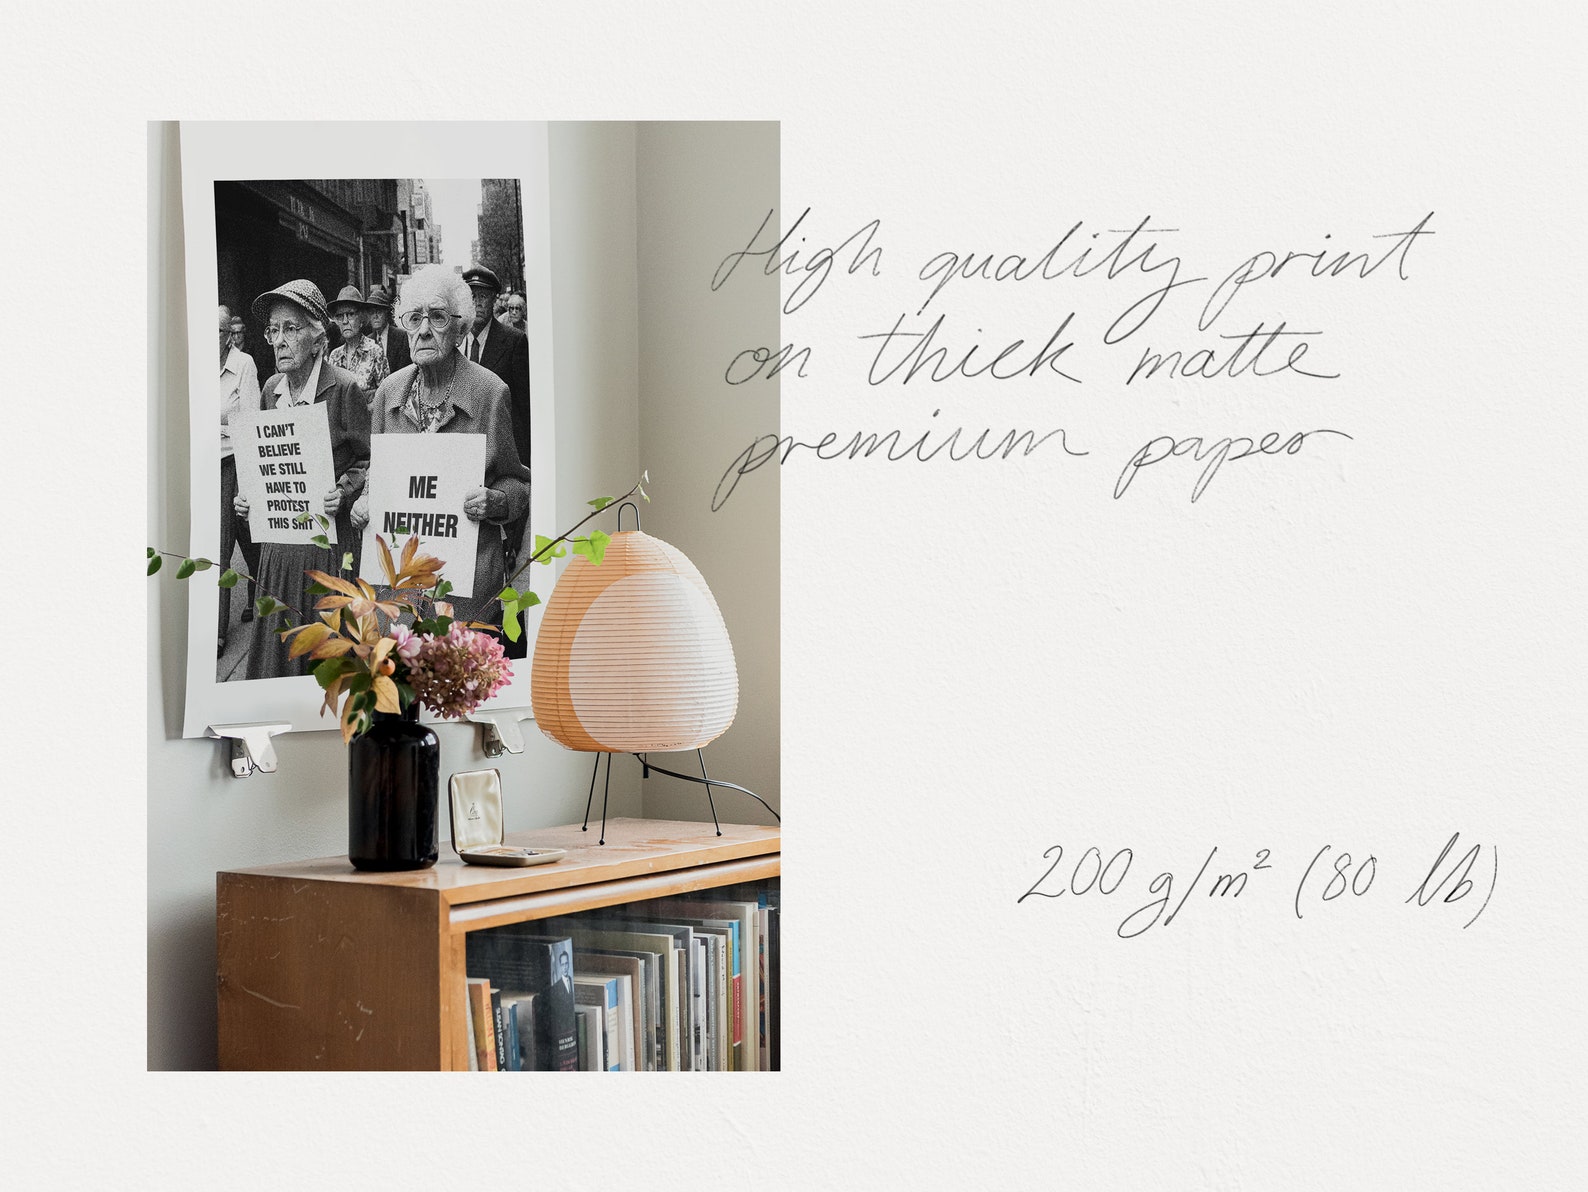 High quality print
on thick matte
premium paper
200 g/m² (80 lb)
I CAN'T
BELIEVE
WE STILL
HAVE TO
PROTEST
THIS SHIT
ME
NEITHER